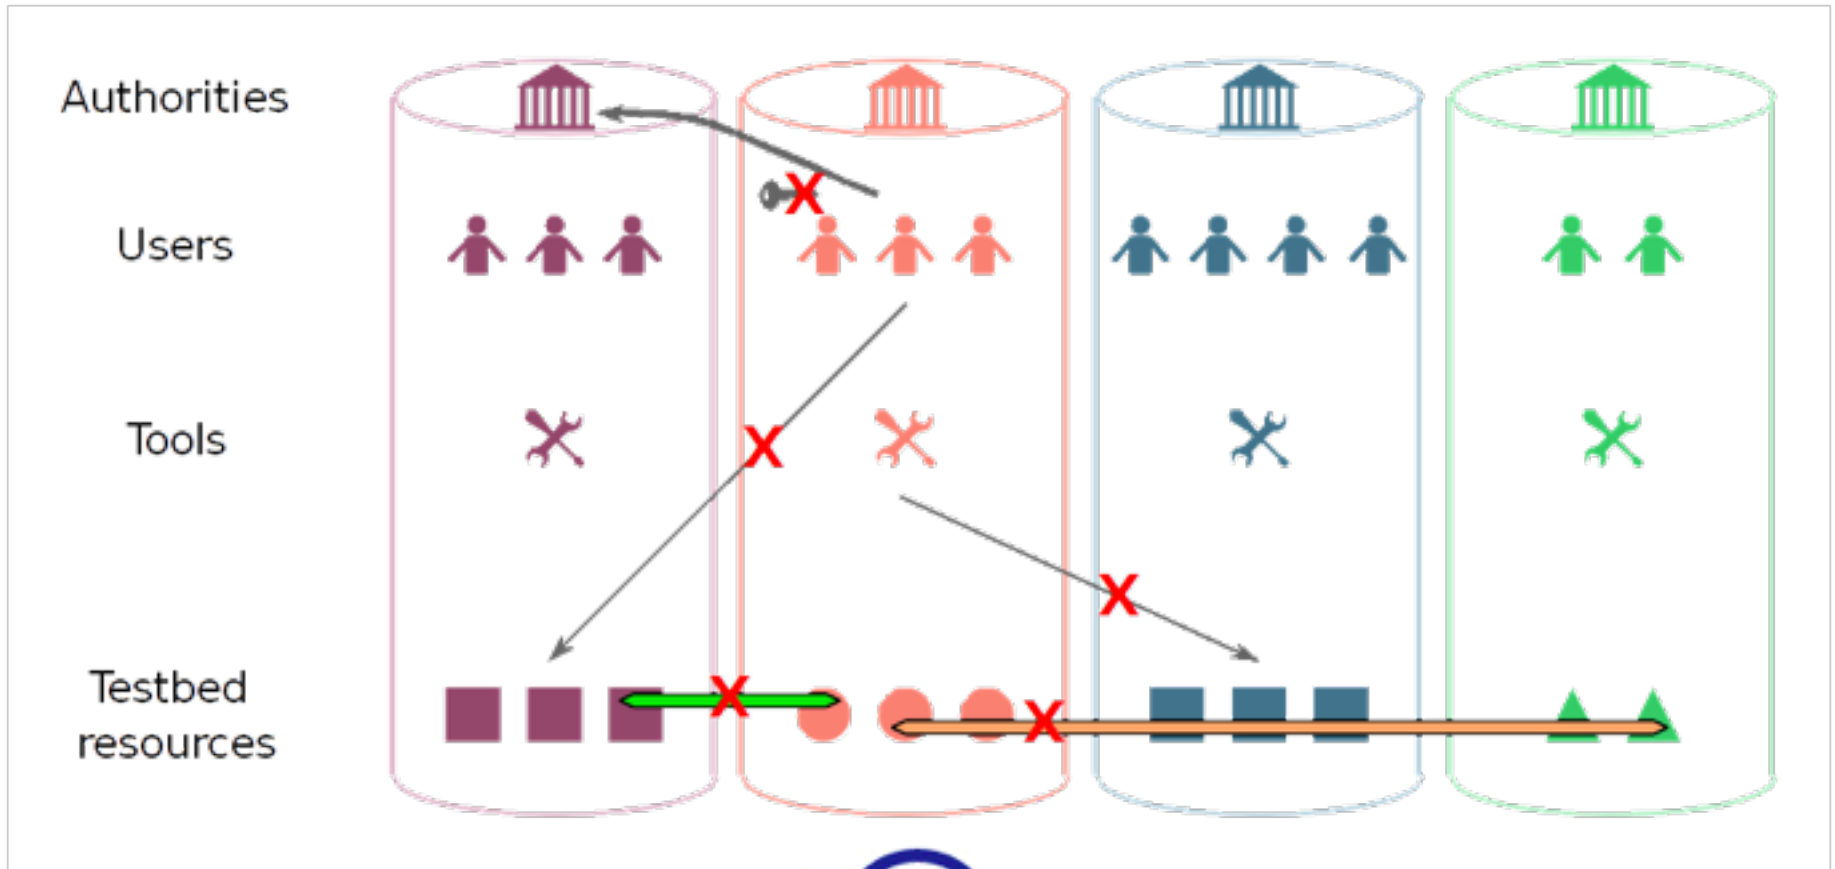 Authorities
Users
Tools
Testbed
resources
X
X
X
X
X